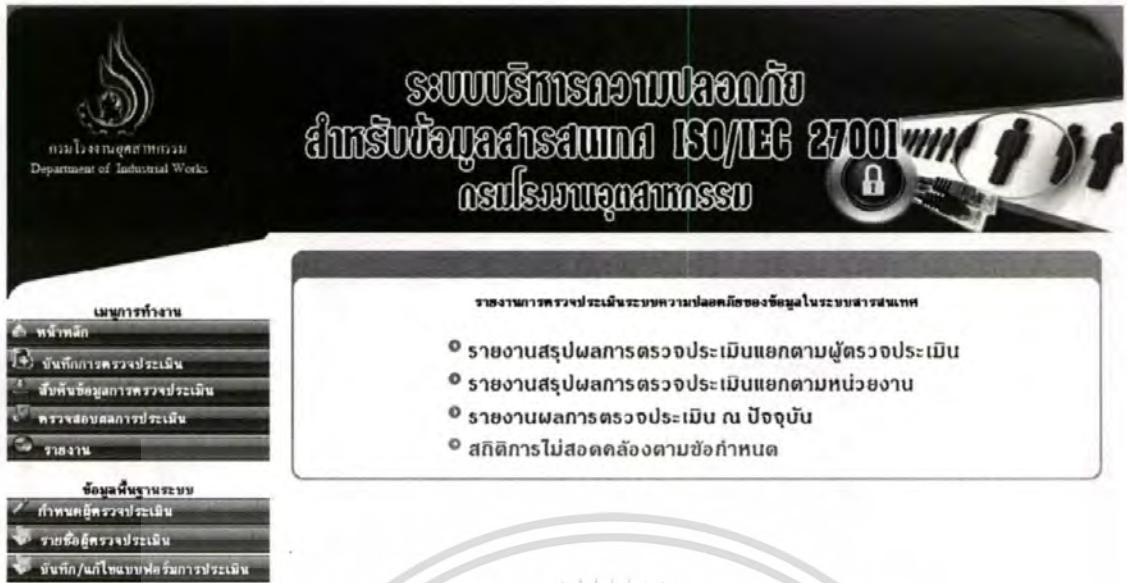 กรมโรงงานอุตสาหกรรม
Department of Industrial Works
ระบบบริหารความปลอดภัย
สำหรับข้อมูลสารสนเทศ ISO/IEC 27001
กรมโรงงานอุตสาหกรรม
เมนูการทำงาน
หน้าหลัก
บันทึกการตรวจประเมิน
สืบค้นข้อมูลการตรวจประเมิน
ตรวจสอบผลการประเมิน
รายงาน
ข้อมูลพื้นฐานระบบ
กำหนดผู้ตรวจประเมิน
รายชื่อผู้ตรวจประเมิน
บันทึก/แก้ไขแบบฟอร์มการประเมิน
รายงานการตรวจประเมินระบบความปลอดภัยของข้อมูลในระบบสารสนเทศ
รายงานสรุปผลการตรวจประเมินแยกตามผู้ตรวจประเมิน
รายงานสรุปผลการตรวจประเมินแยกตามหน่วยงาน
รายงานผลการตรวจประเมิน ณ ปัจจุบัน
สถิติการไม่สอดคล้องตามข้อกำหนด